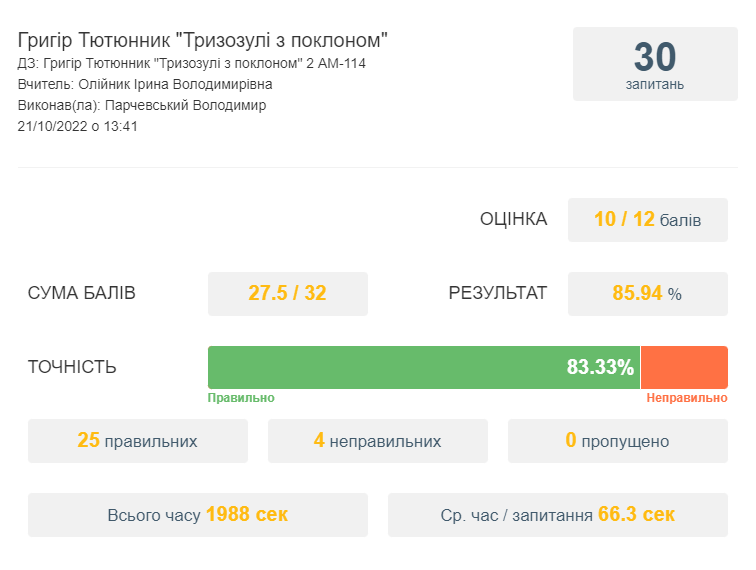 Григір Тютюнник "Тризозулі з поклоном"
ДЗ: Григір Тютюнник "Тризозулі з поклоном" 2 АМ-114
Вчитель: Олійник Ірина Володимирівна
Виконав(ла): Парчевський Володимир
21/10/2022 о 13:41
30
запитань
ОЦІНКА 10 / 12 балів
СУМА БАЛІВ 27.5 / 32 РЕЗУЛЬТАТ 85.94 %
ТОЧНІСТЬ 83.33%
Правильно Неправильно
25 правильних 4 неправильних 0 пропущено
Всього часу 1988 сек Ср. час / запитання 66.3 сек